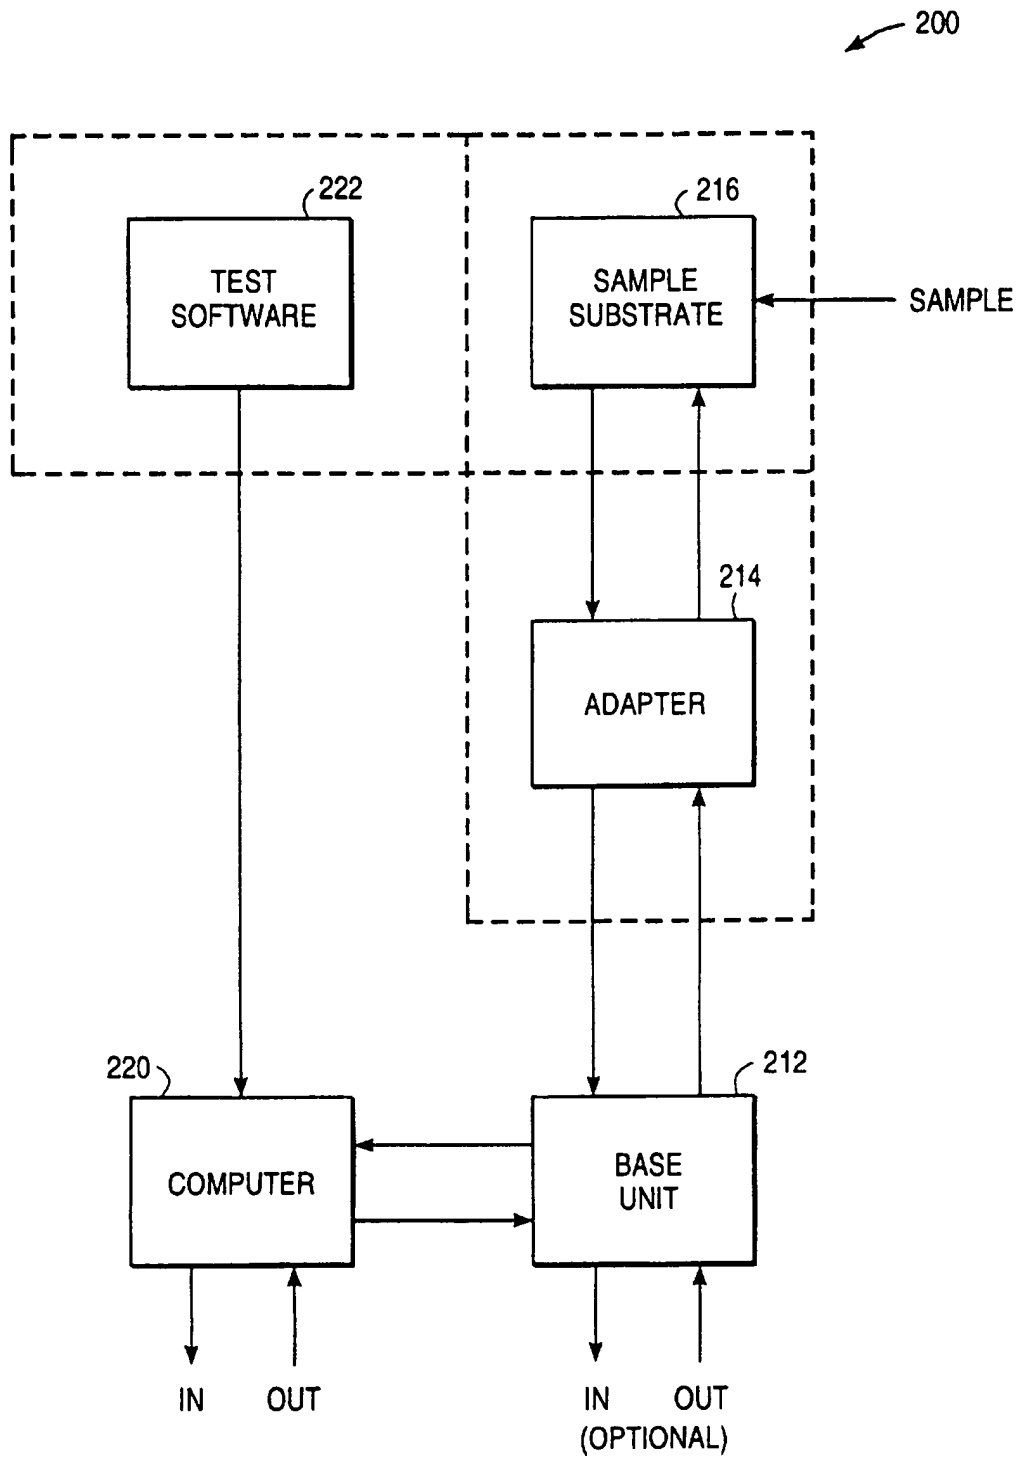 200
222
216
TEST
SOFTWARE
SAMPLE
SUBSTRATE
SAMPLE
214
ADAPTER
220
212
COMPUTER
BASE
UNIT
IN
OUT
IN
OUT
(OPTIONAL)